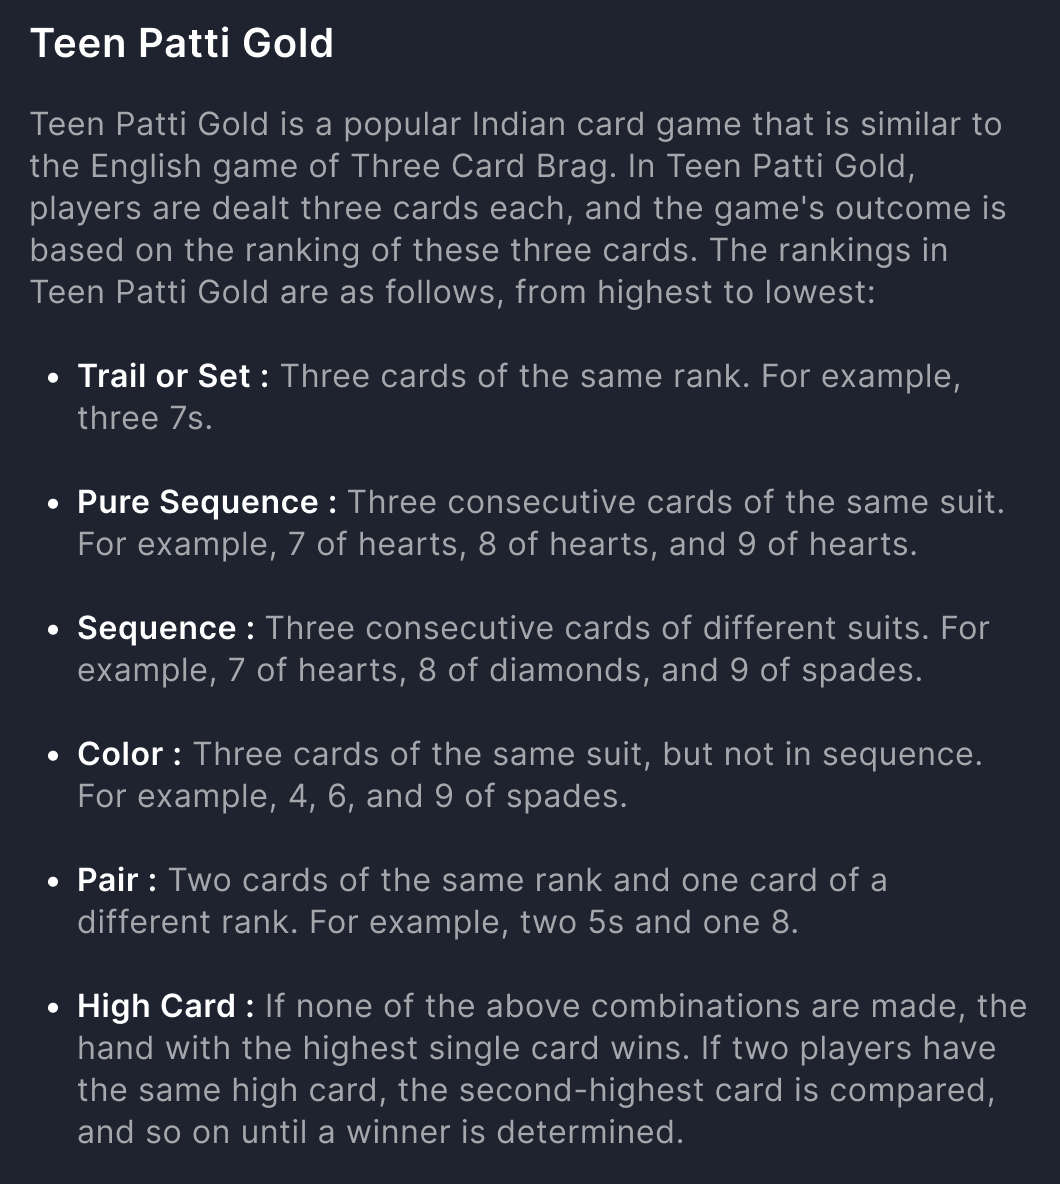 Teen Patti Gold
Teen Patti Gold is a popular Indian card game that is similar to
the English game of Three Card Brag. In Teen Patti Gold,
players are dealt three cards each, and the game's outcome is
based on the ranking of these three cards. The rankings in
Teen Patti Gold are as follows, from highest to lowest:
• Trail or Set : Three cards of the same rank. For example,
three 7s.
• Pure Sequence : Three consecutive cards of the same suit.
For example, 7 of hearts, 8 of hearts, and 9 of hearts.
• Sequence : Three consecutive cards of different suits. For
example, 7 of hearts, 8 of diamonds, and 9 of spades.
• Color : Three cards of the same suit, but not in sequence.
For example, 4, 6, and 9 of spades.
• Pair : Two cards of the same rank and one card of a
different rank. For example, two 5s and one 8.
• High Card : If none of the above combinations are made, the
hand with the highest single card wins. If two players have
the same high card, the second-highest card is compared,
and so on until a winner is determined.